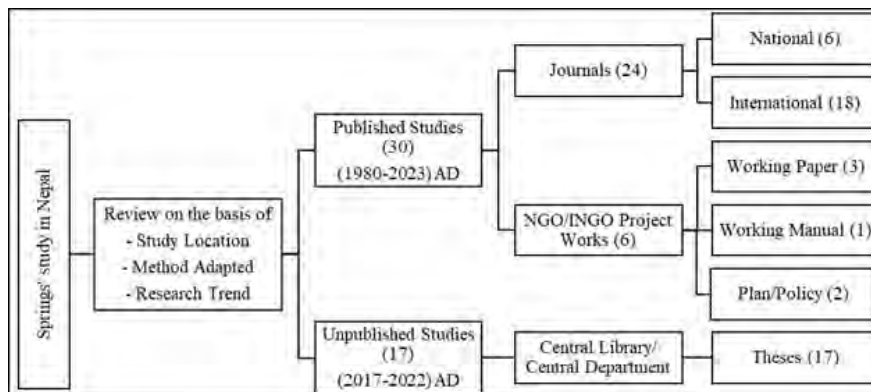 Springs' study in Nepal
Review on the basis of
- Study Location
- Method Adapted
- Research Trend
Published Studies
(30)
(1980-2023) AD
Unpublished Studies
(17)
(2017-2022) AD
Journals (24)
NGO/INGO Project
Works (6)
Central Library/
Central Department
National (6)
International (18)
Working Paper (3)
Working Manual (1)
Plan/Policy (2)
Theses (17)